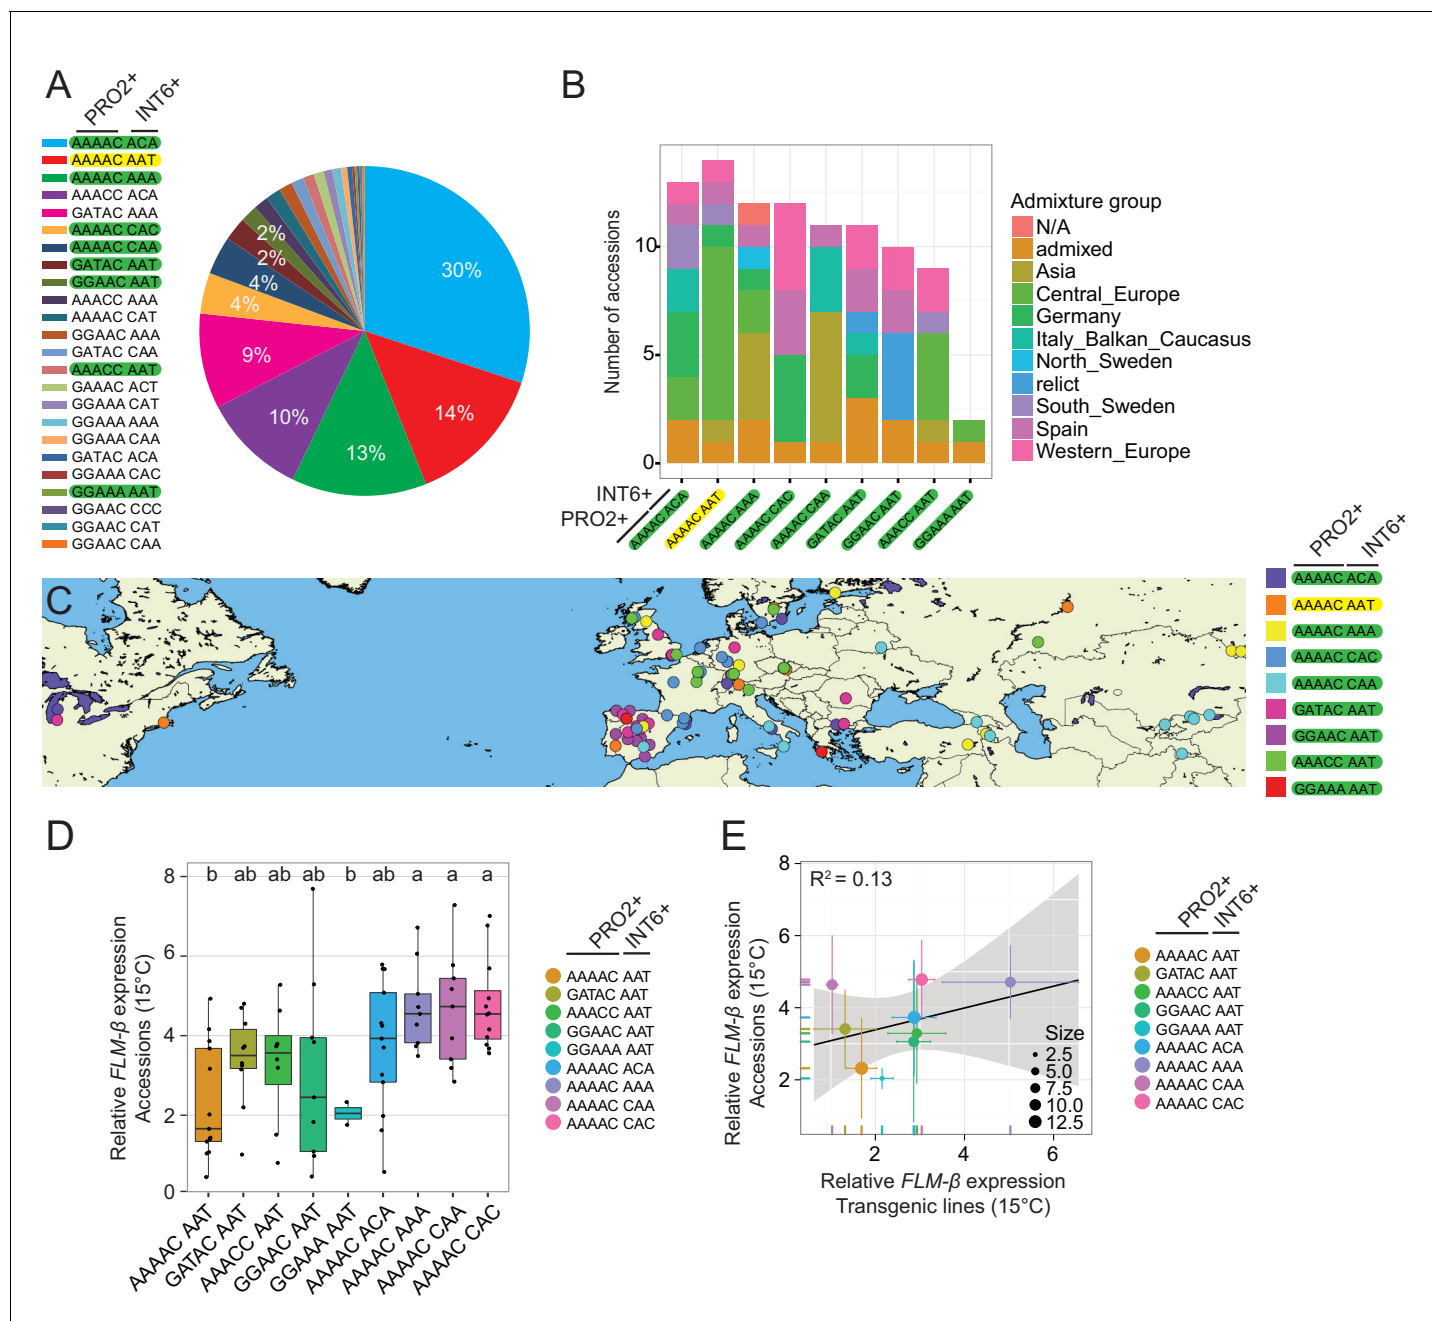 A
PRO2+ INT6+
AAAAC ACA
AAAAC AAT
AAAAC AAA
AAACC ACA
GATAC AAA
AAAAC CAC
AAAAC CAA
GATAC AAT
GGAAC AAT
AAACC AAA
AAAAC CAT
GGAAC AAA
GATAC CAA
AAACC AAT
GAAAC ACT
GGAAA CAT
GGAAA AAA
GGAAA CAA
GATAC ACA
GGAAA CAC
GGAAA AAT
GGAAC CCC
GGAAC CAT
GGAAC CAA
30%
14%
13%
10%
9%
4%
4%
2%
2%
B
Number of accessions
10
5
0
INT6+
PRO2+
AAAAC ACA
AAAAC AAT
AAAAC AAA
AAAAC CAC
AAAAC CAA
GATAC AAT
GGAAC AAT
AAACC AAT
GGAAA AAT
Admixture group
N/A
admixed
Asia
Central_Europe
Germany
Italy_Balkan_Caucasus
North_Sweden
relict
South_Sweden
Spain
Western_Europe
C
PRO2+ INT6+
AAAAC ACA
AAAAC AAT
AAAAC AAA
AAAAC CAC
AAAAC CAA
GATAC AAT
GGAAC AAT
AAACC AAT
GGAAA AAT
D
Relative FLM-β expression
Accessions (15°C)
8
6
4
2
0
b ab ab ab b ab a a a
AAAAC AAT
GATAC AAT
AAACC AAT
GGAAC AAT
GGAAA AAT
AAAAC ACA
AAAAC AAA
AAAAC CAA
AAAAC CAC
PRO2+ INT6+
AAAAC AAT
GATAC AAT
AAACC AAT
GGAAC AAT
GGAAA AAT
AAAAC ACA
AAAAC AAA
AAAAC CAA
AAAAC CAC
E
Relative FLM-β expression
Accessions (15°C)
8
6
4
2
R² = 0.13
Size
2.5
5.0
7.5
10.0
12.5
2 4 6
Relative FLM-β expression
Transgenic lines (15°C)
PRO2+ INT6+
AAAAC AAT
GATAC AAT
AAACC AAT
GGAAC AAT
GGAAA AAT
AAAAC ACA
AAAAC AAA
AAAAC CAA
AAAAC CAC